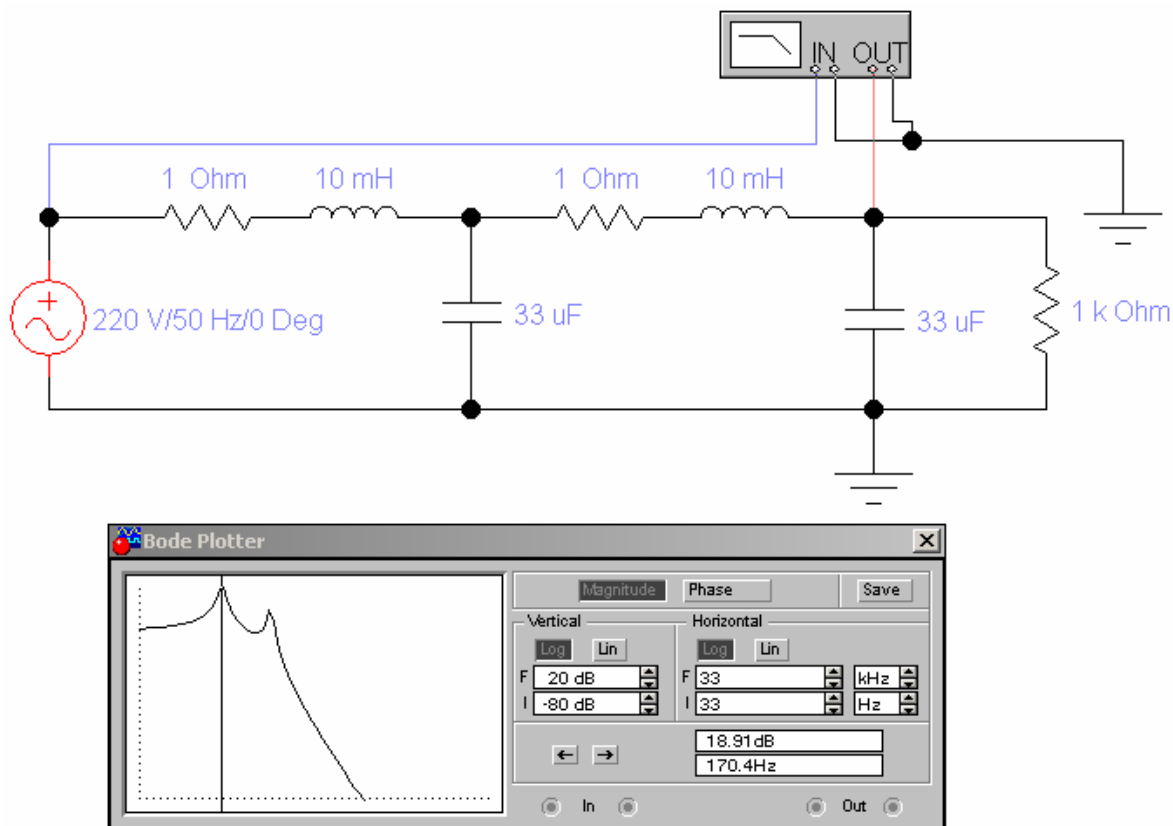 IN OUT
1 Ohm 10 mH 1 Ohm 10 mH
+
220 V/50 Hz/0 Deg 33 uF 33 uF 1 k Ohm
Bode Plotter
Magnitude Phase Save
Vertical Horizontal
Log Lin Log Lin
F 20 dB F 33 kHz
I -80 dB I 33 Hz
← → 18.91dB
170.4Hz
In Out